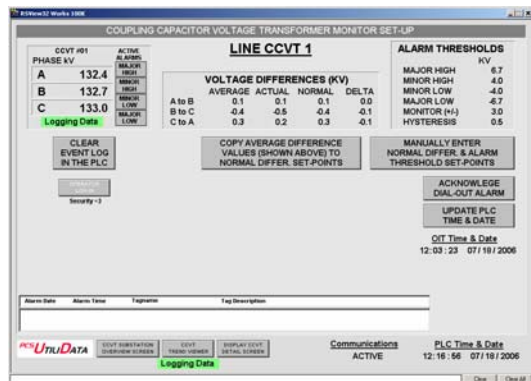 RSView32 Works 300K
COUPLING CAPACITOR VOLTAGE TRANSFORMER MONITOR SET-UP
CCVT #01
PHASE kV
ACTIVE ALARMS
A 132.4
B 132.7
C 133.0
MAJOR HIGH
MINOR HIGH
MINOR LOW
MAJOR LOW
Logging Data
LINE CCVT 1
VOLTAGE DIFFERENCES (KV)
AVERAGE ACTUAL NORMAL DELTA
A to B 0.1 0.1 0.1 0.0
B to C -0.4 -0.5 -0.4 -0.1
C to A 0.3 0.2 0.3 -0.1
ALARM THRESHOLDS
KV
MAJOR HIGH 6.7
MINOR HIGH 4.0
MINOR LOW -4.0
MAJOR LOW -6.7
MONITOR (+/-) 3.0
HYSTERESIS 0.5
CLEAR
EVENT LOG
IN THE PLC
COPY AVERAGE DIFFERENCE
VALUES (SHOWN ABOVE) TO
NORMAL DIFFER. SET-POINTS
MANUALLY ENTER
NORMAL DIFFER. & ALARM
THRESHOLD SET-POINTS
Security =3
ACKNOWLEGE
DIAL-OUT ALARM
UPDATE PLC
TIME & DATE
OIT Time & Date
12:03:23 07/18/2006
Alarm Date Alarm Time Tagname Tag Description
PCS UTILIDATA
CCVT SUBSTATION
OVERVIEW SCREEN
CCVT
TREND VIEWER
DISPLAY CCVT
DETAIL SCREEN
Logging Data
Communications
ACTIVE
PLC Time & Date
12:16:56 07/18/2006
Clear Clear All